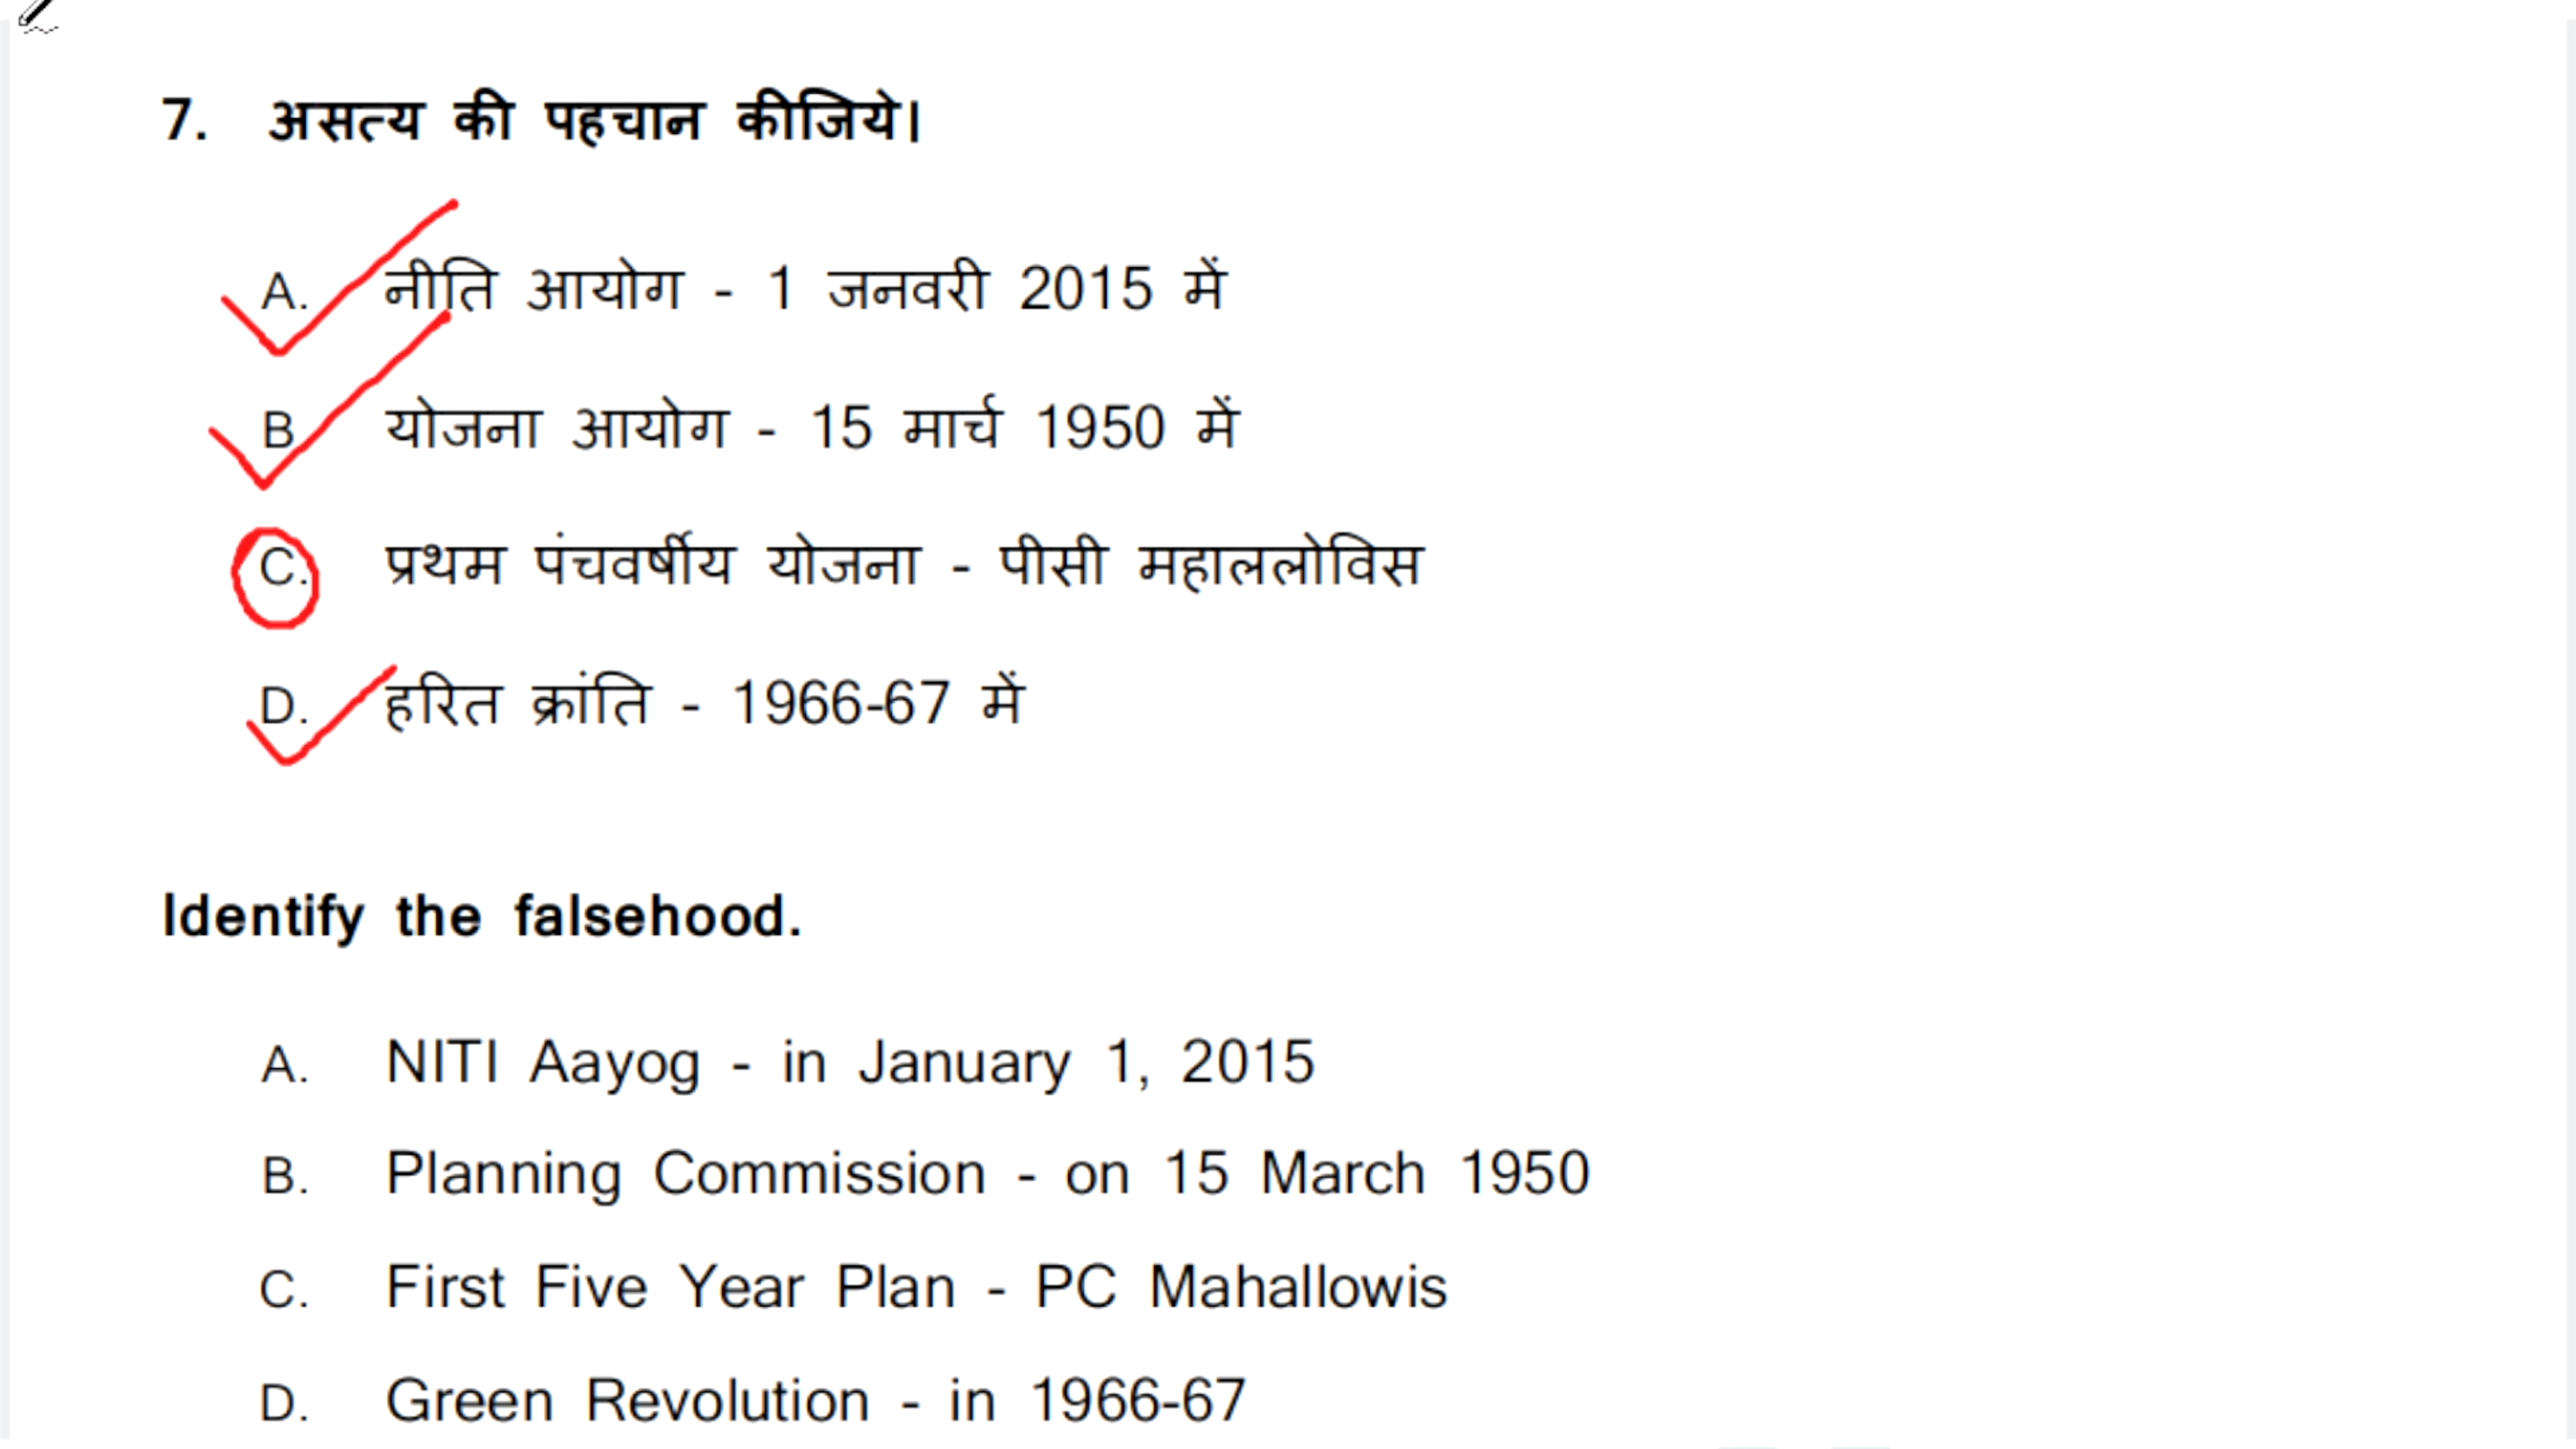 7. असत्य की पहचान कीजिये।
A. नीति आयोग - 1 जनवरी 2015 में
B. योजना आयोग - 15 मार्च 1950 में
C. प्रथम पंचवर्षीय योजना - पीसी महाललोविस
D. हरित क्रांति - 1966-67 में
Identify the falsehood.
A. NITI Aayog - in January 1, 2015
B. Planning Commission - on 15 March 1950
C. First Five Year Plan - PC Mahallowis
D. Green Revolution - in 1966-67